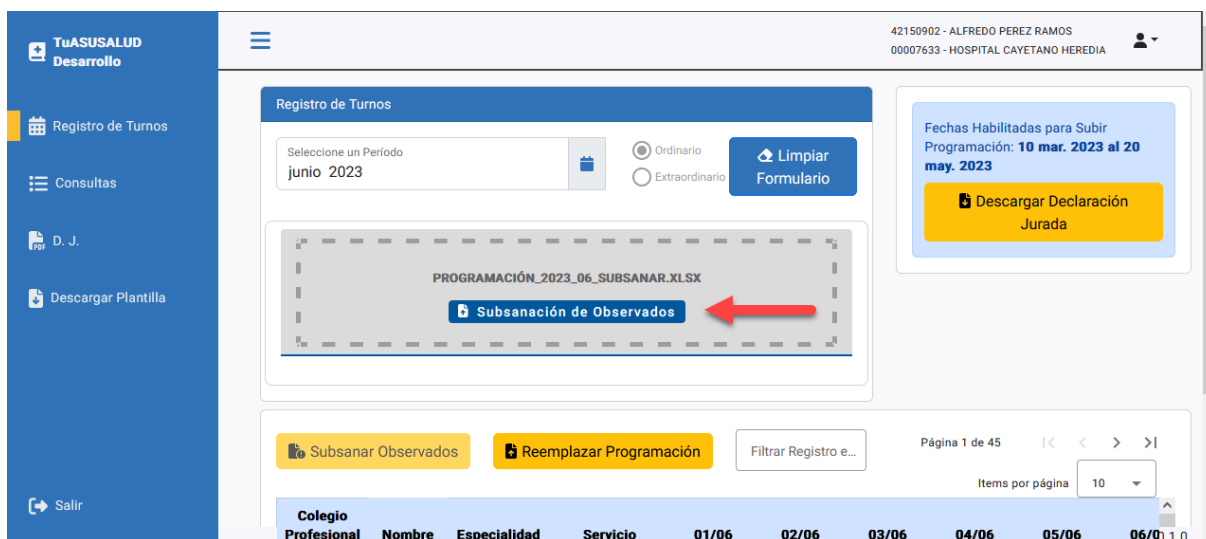 TuASUSALUD
Desarrollo
42150902 - ALFREDO PEREZ RAMOS
00007633 - HOSPITAL CAYETANO HEREDIA
Registro de Turnos
Consultas
PDF D. J.
Descargar Plantilla
Salir
Registro de Turnos
Seleccione un Período
junio 2023
Ordinario
Extraordinario
Limpiar
Formulario
PROGRAMACIÓN_2023_06_SUBSANAR.XLSX
Subsanación de Observados
Fechas Habilitadas para Subir
Programación: 10 mar. 2023 al 20
may. 2023
Descargar Declaración
Jurada
Subsanar Observados
Reemplazar Programación
Filtrar Registro e...
Página 1 de 45
Items por página 10
Colegio
Profesional Nombre Especialidad Servicio 01/06 02/06 03/06 04/06 05/06 06/0